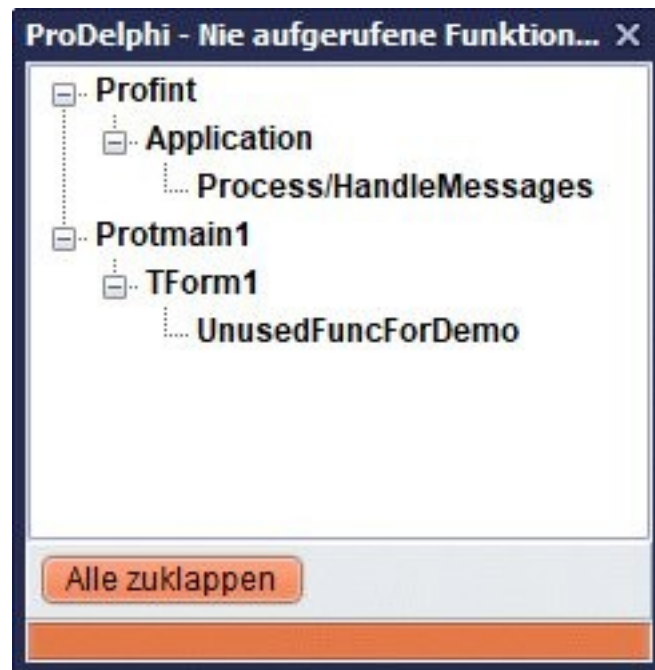 ProDelphi - Nie aufgerufene Funktion...
Profint
Application
Process/HandleMessages
Protmain1
TForm1
UnusedFuncForDemo
Alle zuklappen